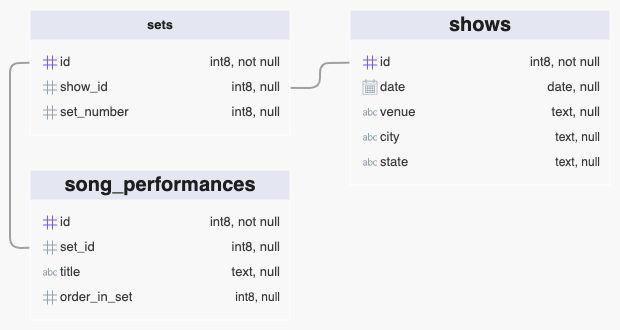 sets
id int8, not null
show_id int8, null
set_number int8, null
shows
id int8, not null
date date, null
abc venue text, null
abc city text, null
abc state text, null
song_performances
id int8, not null
set_id int8, null
abc title text, null
order_in_set int8, null